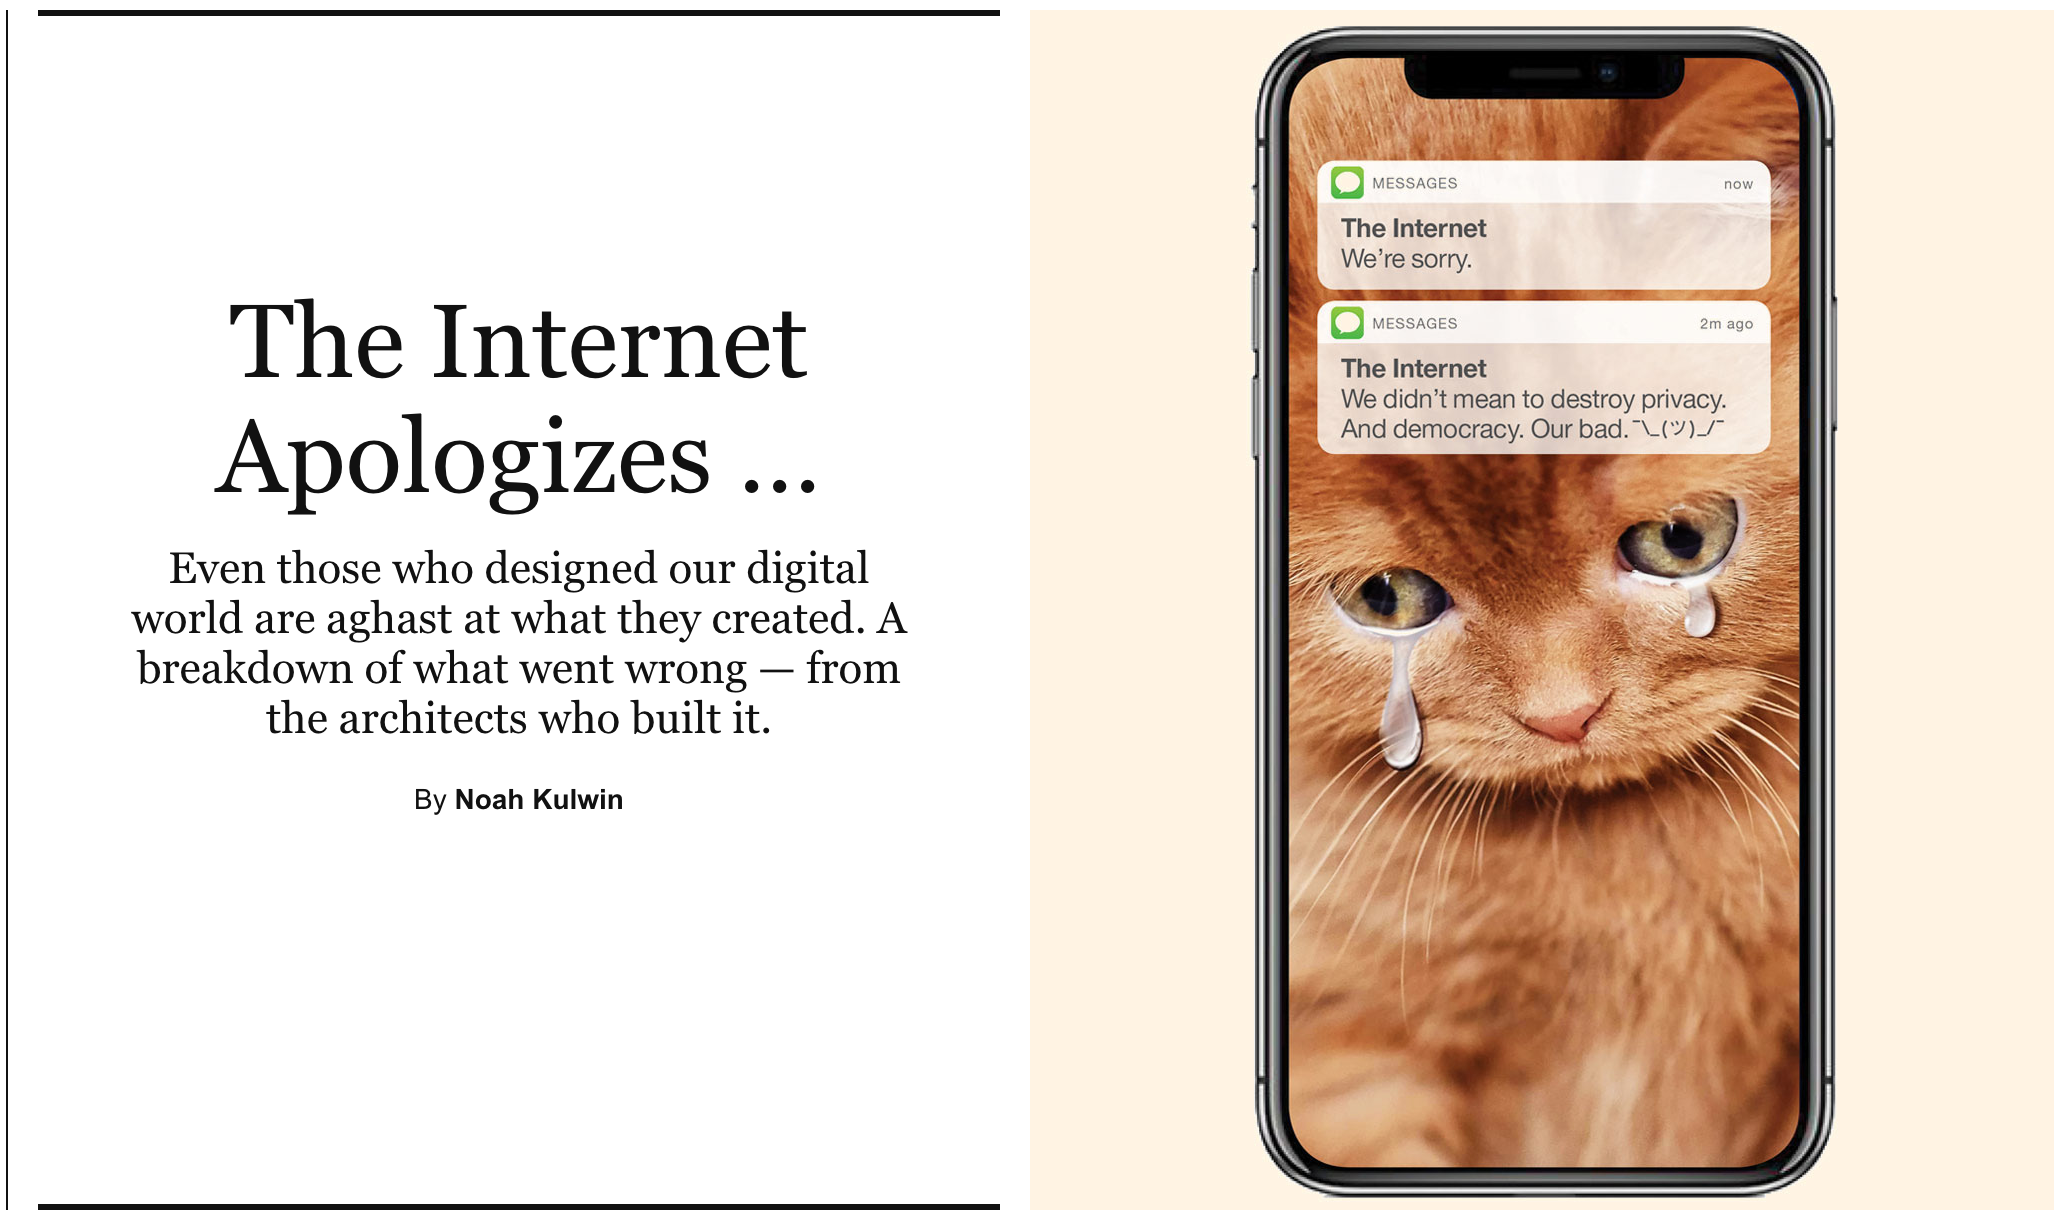 The Internet
Apologizes ...
Even those who designed our digital
world are aghast at what they created. A
breakdown of what went wrong — from
the architects who built it.
By Noah Kulwin
MESSAGES now
The Internet
We're sorry.
MESSAGES 2m ago
The Internet
We didn't mean to destroy privacy.
And democracy. Our bad. ¯\_(ツ)_/¯